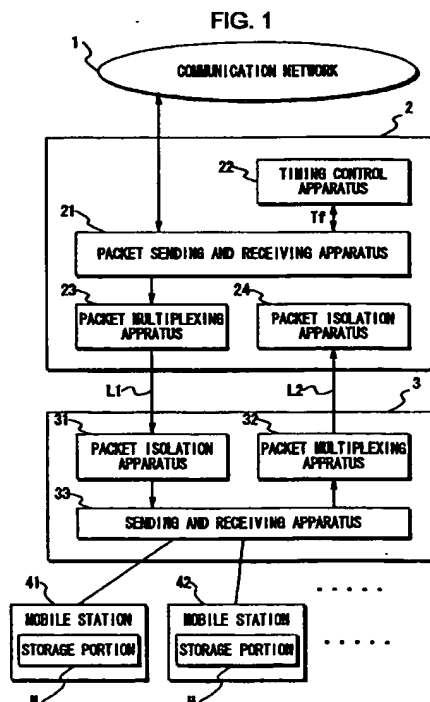 FIG. 1
1
COMMUNICATION NETWORK
2
22
TIMING CONTROL
APPARATUS
21
Tf
PACKET SENDING AND RECEIVING APPARATUS
23
24
PACKET MULTIPLEXING
APPRATUS
PACKET ISOLATION
APPARATUS
L1
L2
3
31
32
PACKET ISOLATION
APPARATUS
PACKET MULTIPLEXING
APPARATUS
33
SENDING AND RECEIVING APPARATUS
41
42
MOBILE STATION
MOBILE STATION
STORAGE PORTION
STORAGE PORTION